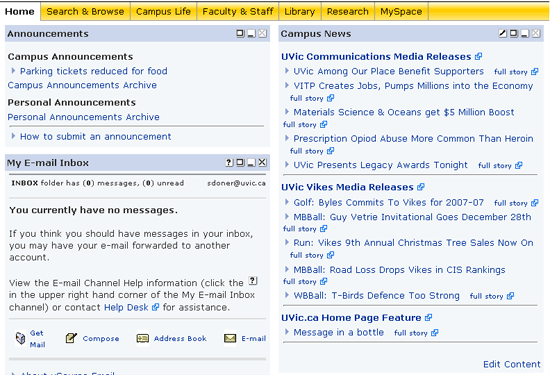 Home Search & Browse Campus Life Faculty & Staff Library Research MySpace
Announcements
Campus Announcements
Parking tickets reduced for food
Campus Announcements Archive
Personal Announcements
Personal Announcements Archive
How to submit an announcement
My E-mail Inbox
INBOX folder has (0) messages, (0) unread sdoner@uvic.ca
You currently have no messages.
If you think you should have messages in your inbox,
you may have your e-mail forwarded to another
account.
View the E-mail Channel Help information (click the ?
in the upper right hand corner of the My E-mail Inbox
channel) or contact Help Desk for assistance.
Get
Mail
Compose
Address Book
E-mail
About uSource Email
Campus News
UVic Communications Media Releases
UVic Among Our Place Benefit Supporters full story
VITP Creates Jobs, Pumps Millions into the Economy
full story
Materials Science & Oceans get $5 Million Boost
full story
Prescription Opiod Abuse More Common Than Heroin
full story
UVic Presents Legacy Awards Tonight full story
UVic Vikes Media Releases
Golf: Byles Commits To Vikes for 2007-07 full story
MBBall: Guy Vetrie Invitational Goes December 28th
full story
Run: Vikes 9th Annual Christmas Tree Sales Now On
full story
MBBall: Road Loss Drops Vikes in CIS Rankings
full story
WBBall: T-Birds Defence Too Strong full story
UVic.ca Home Page Feature
Message in a bottle full story
Edit Content